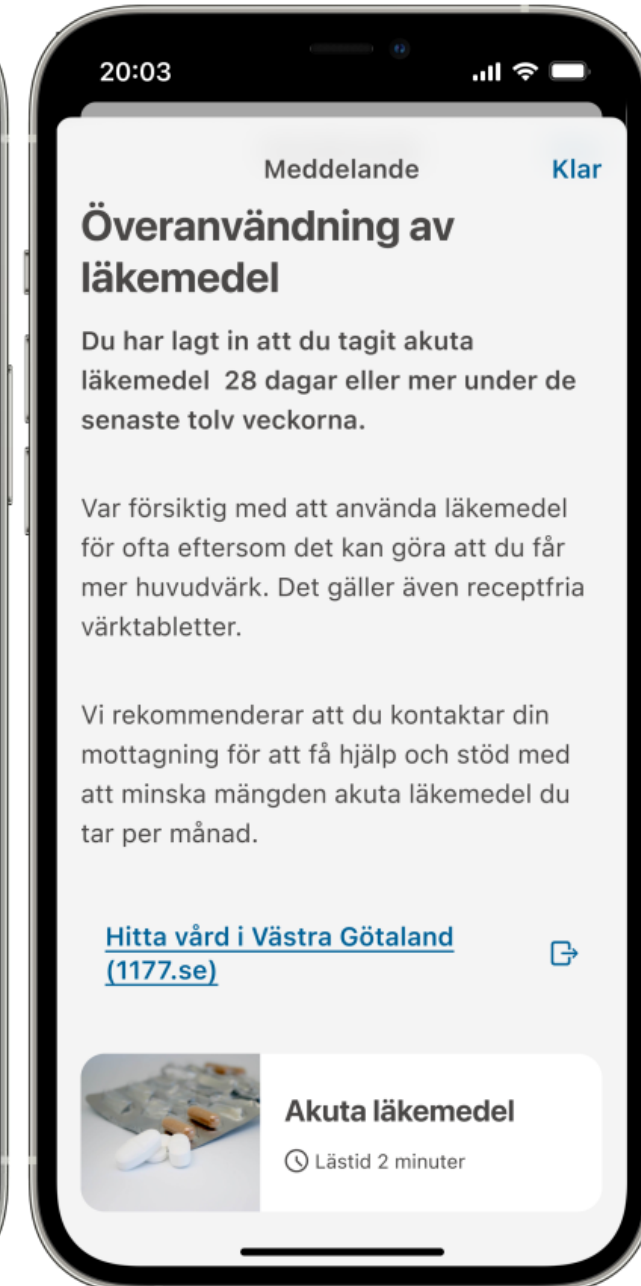 20:03
Meddelande
Klar
Överanvändning av
läkemedel
Du har lagt in att du tagit akuta
läkemedel  28 dagar eller mer under de
senaste tolv veckorna.
Var försiktig med att använda läkemedel
för ofta eftersom det kan göra att du får
mer huvudvärk. Det gäller även receptfria
värktabletter.
Vi rekommenderar att du kontaktar din
mottagning för att få hjälp och stöd med
att minska mängden akuta läkemedel du
tar per månad.
Hitta vård i Västra Götaland
(1177.se)
Akuta läkemedel
Lästid 2 minuter